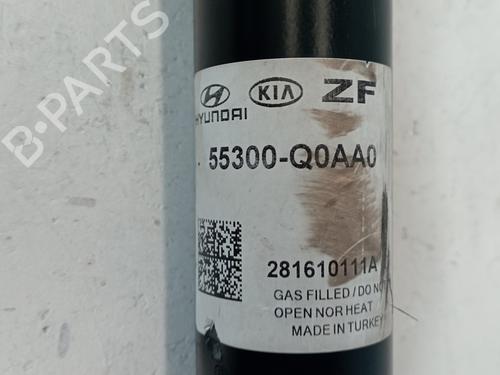 B-PARTS
HYUNDAI KIA ZF
55300-Q0AA0
281610111A
GAS FILLED / DO NO
OPEN NOR HEAT
MADE IN TURKEY